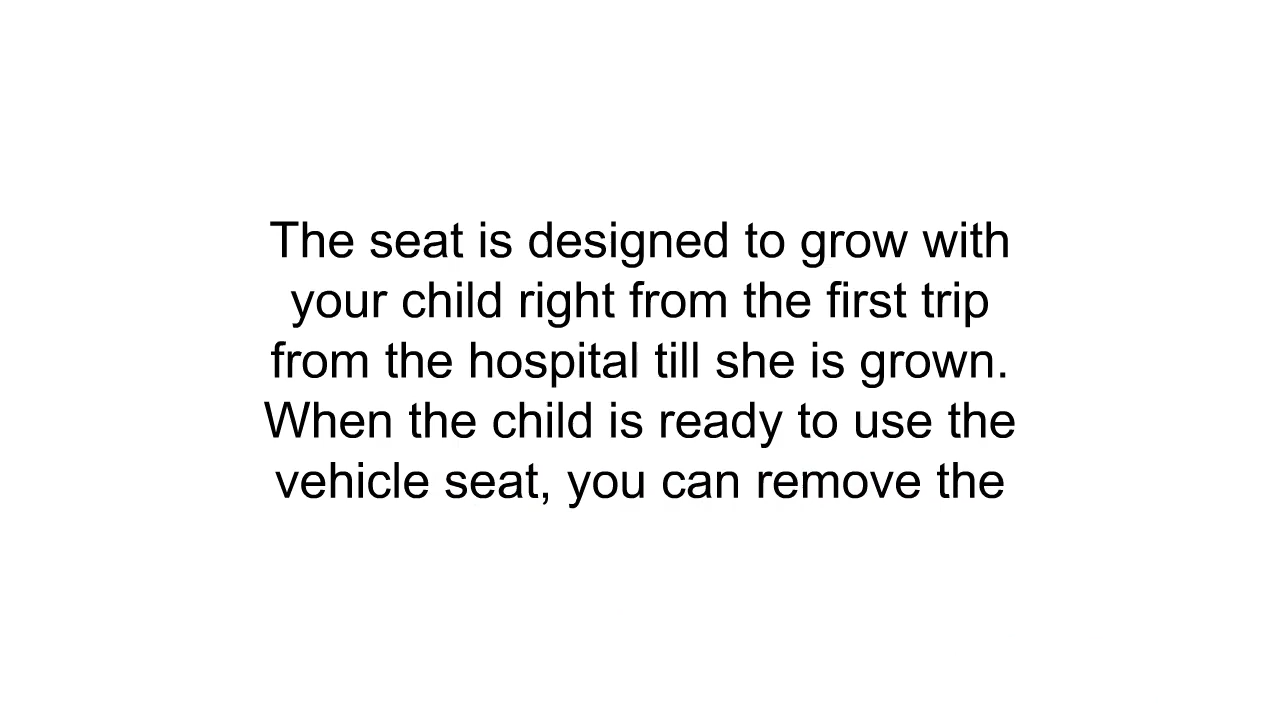 The seat is designed to grow with
your child right from the first trip
from the hospital till she is grown.
When the child is ready to use the
vehicle seat, you can remove the